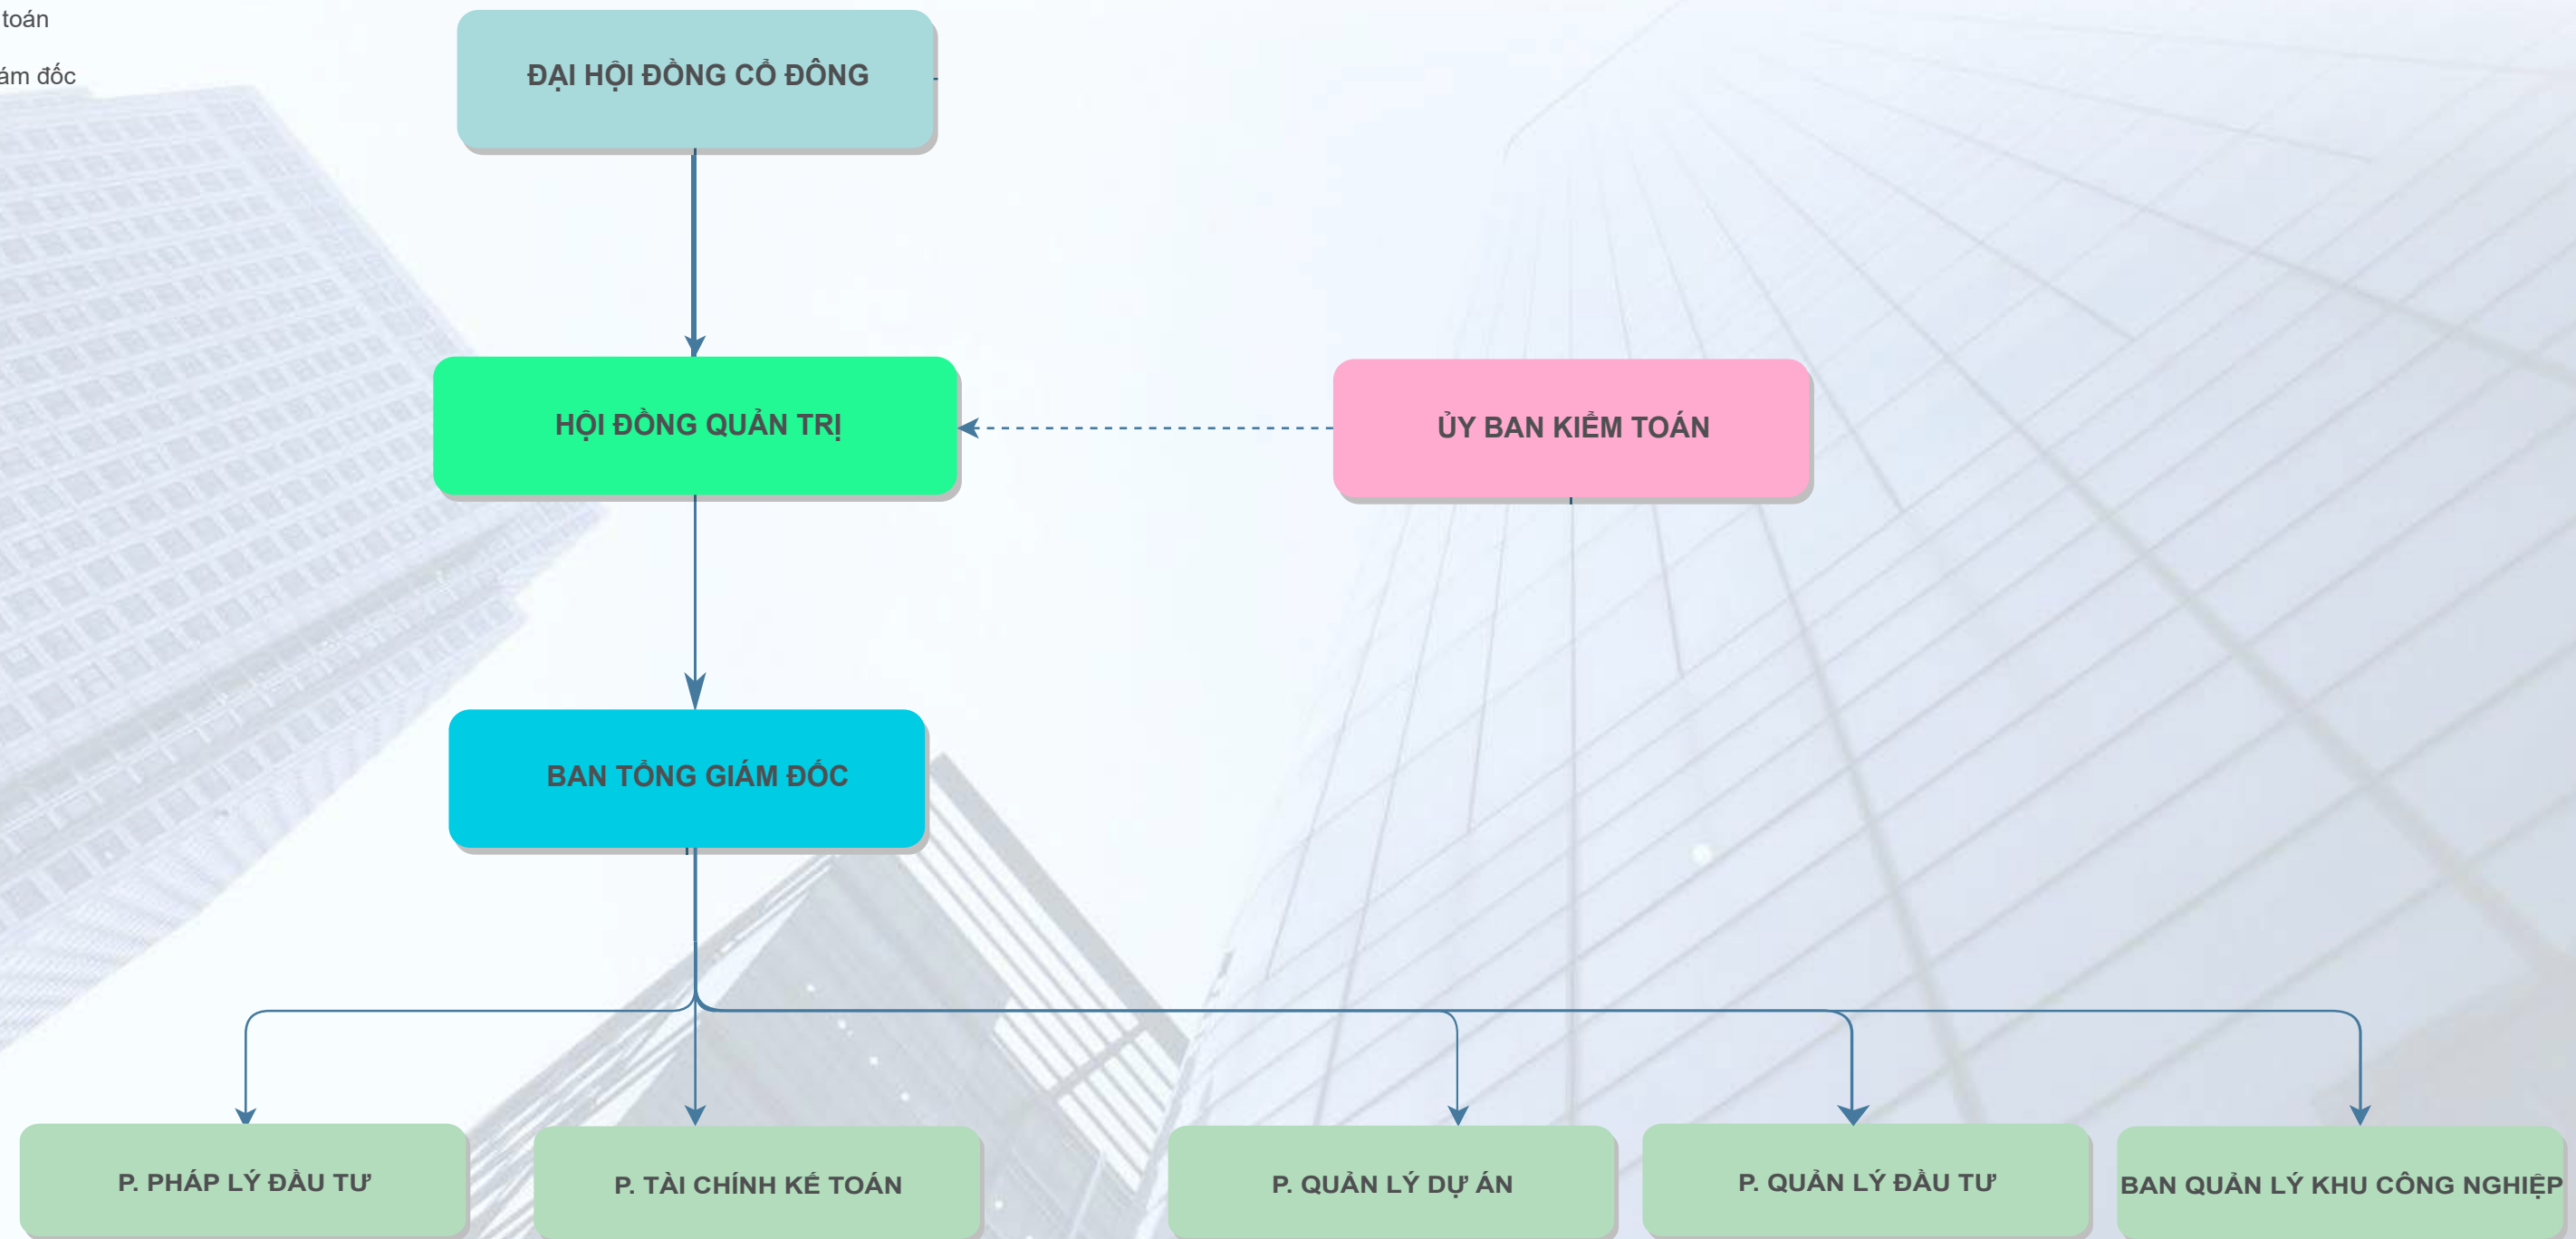 toán
ám đốc
ĐẠI HỘI ĐỒNG CỔ ĐÔNG
HỘI ĐỒNG QUẢN TRỊ
ỦY BAN KIỂM TOÁN
BAN TỔNG GIÁM ĐỐC
P. PHÁP LÝ ĐẦU TƯ
P. TÀI CHÍNH KẾ TOÁN
P. QUẢN LÝ DỰ ÁN
P. QUẢN LÝ ĐẦU TƯ
BAN QUẢN LÝ KHU CÔNG NGHIỆP